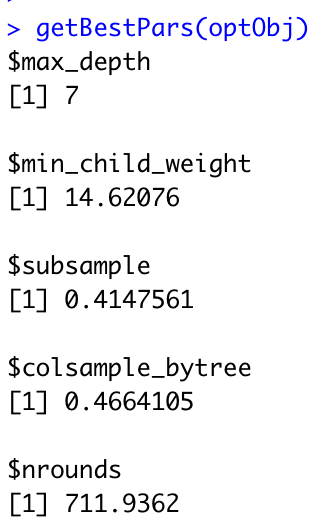 > getBestPars(optObj)
$max_depth
[1] 7
$min_child_weight
[1] 14.62076
$subsample
[1] 0.4147561
$colsample_bytree
[1] 0.4664105
$nrounds
[1] 711.9362